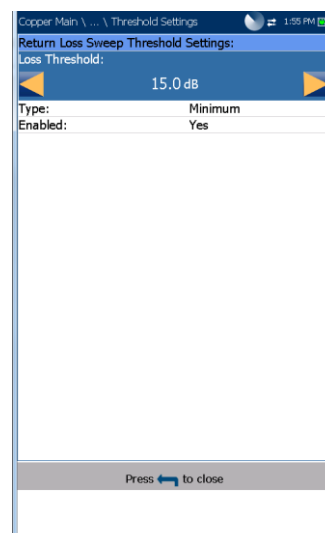 Copper Main \ ... \ Threshold Settings 1:55 PM
Return Loss Sweep Threshold Settings:
Loss Threshold:
15.0 dB
Type: Minimum
Enabled: Yes
Press to close